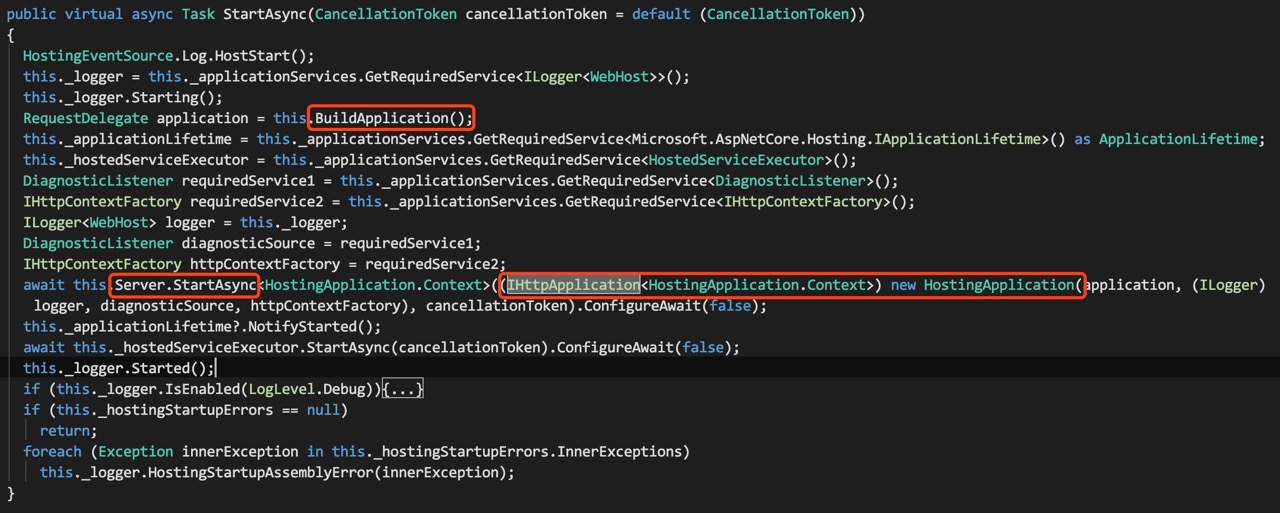 public virtual async Task StartAsync(CancellationToken cancellationToken = default (CancellationToken))
{
HostingEventSource.Log.HostStart();
this._logger = this._applicationServices.GetRequiredService<ILogger<WebHost>>();
this._logger.Starting();
RequestDelegate application = this.BuildApplication();
this._applicationLifetime = this._applicationServices.GetRequiredService<Microsoft.AspNetCore.Hosting.IApplicationLifetime>() as ApplicationLifetime;
this._hostedServiceExecutor = this._applicationServices.GetRequiredService<HostedServiceExecutor>();
DiagnosticListener requiredService1 = this._applicationServices.GetRequiredService<DiagnosticListener>();
IHttpContextFactory requiredService2 = this._applicationServices.GetRequiredService<IHttpContextFactory>();
ILogger<WebHost> logger = this._logger;
DiagnosticListener diagnosticSource = requiredService1;
IHttpContextFactory httpContextFactory = requiredService2;
await this.Server.StartAsync<HostingApplication.Context>((IHttpApplication<HostingApplication.Context>) new HostingApplication(application, (ILogger)
logger, diagnosticSource, httpContextFactory), cancellationToken).ConfigureAwait(false);
this._applicationLifetime?.NotifyStarted();
await this._hostedServiceExecutor.StartAsync(cancellationToken).ConfigureAwait(false);
this._logger.Started();
if (this._logger.IsEnabled(LogLevel.Debug)){...}
if (this._hostingStartupErrors == null)
return;
foreach (Exception innerException in this._hostingStartupErrors.InnerExceptions)
this._logger.HostingStartupAssemblyError(innerException);
}